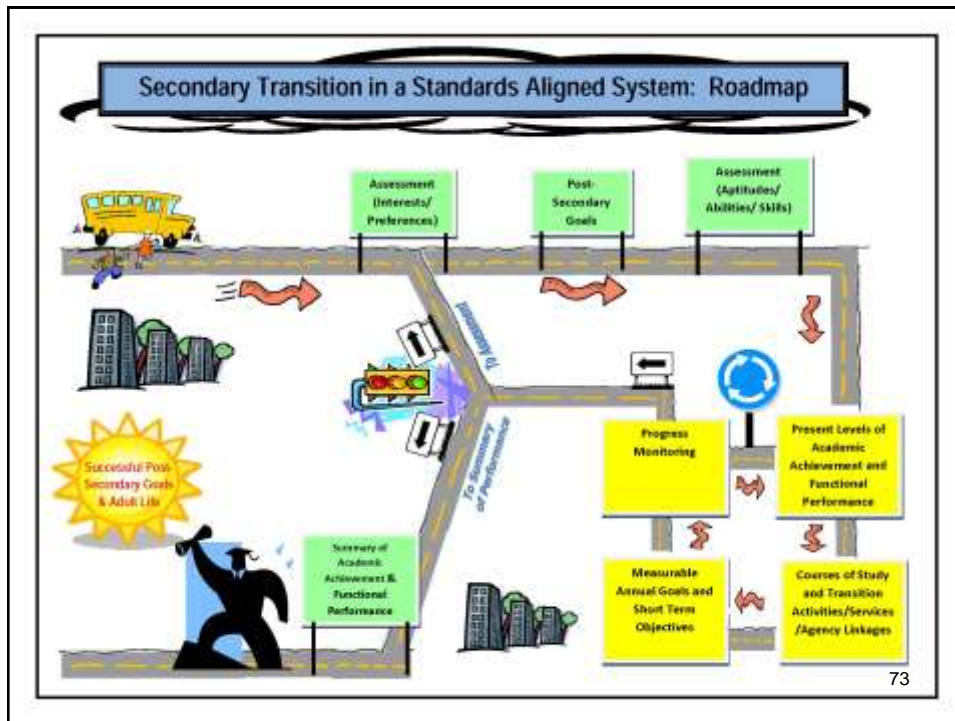 Secondary Transition in a Standards Aligned System: Roadmap
Assessment
(Interests/
Preferences)
Post-
Secondary
Goals
Assessment
(Aptitudes/
Abilities/ Skills)
To Assessment
To Summary
of Performance
Progress
Monitoring
Present Levels of
Academic
Achievement and
Functional
Performance
Successful Post-
Secondary Goals
& Adult Life
Summary of
Academic
Achievement &
Functional
Performance
Measurable
Annual Goals and
Short Term
Objectives
Courses of Study
and Transition
Activities/Services
/Agency Linkages
73